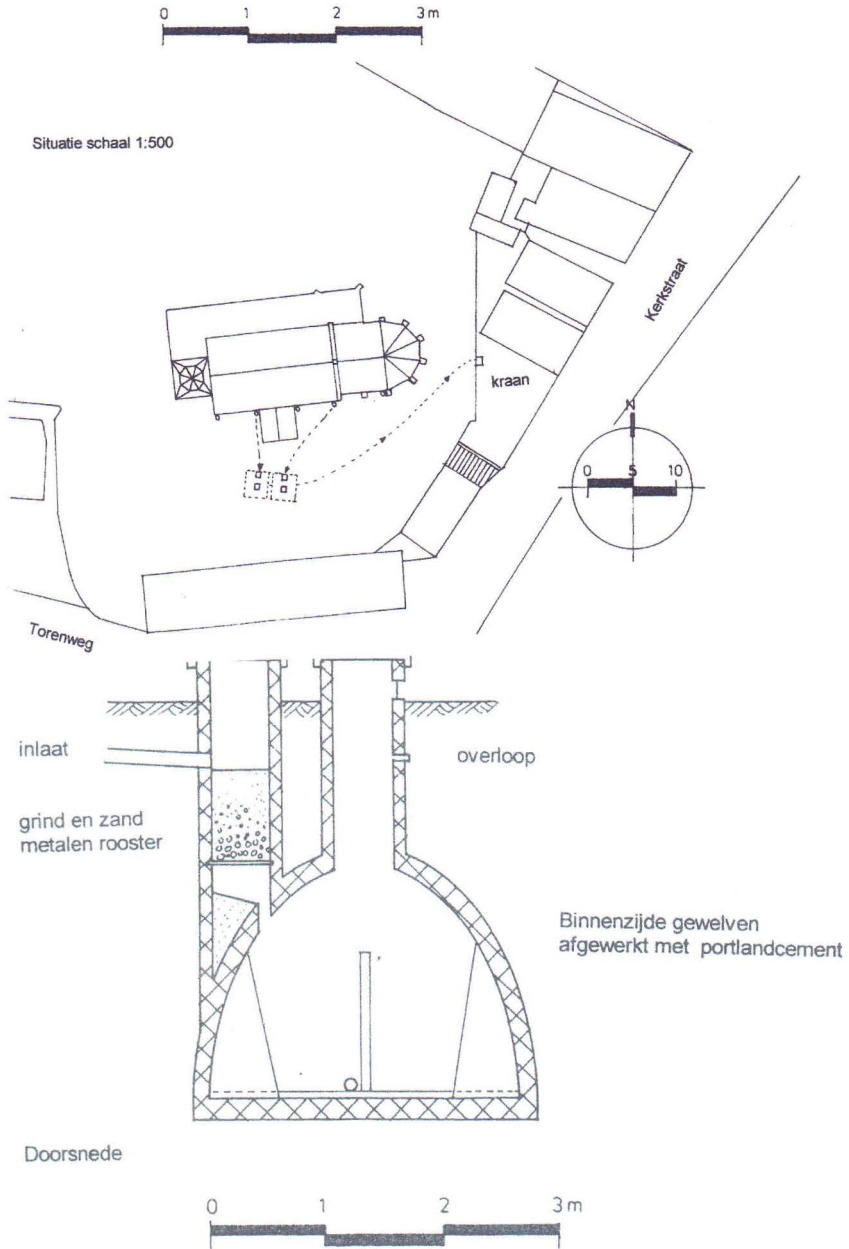 0 1 2 3 m
Situatie schaal 1:500
Kerkstraat
kraan
N
0 5 10
Torenweg
inlaat
overloop
grind en zand
metalen rooster
Binnenzijde gewelven
afgewerkt met portlandcement
Doorsnede
0 1 2 3 m